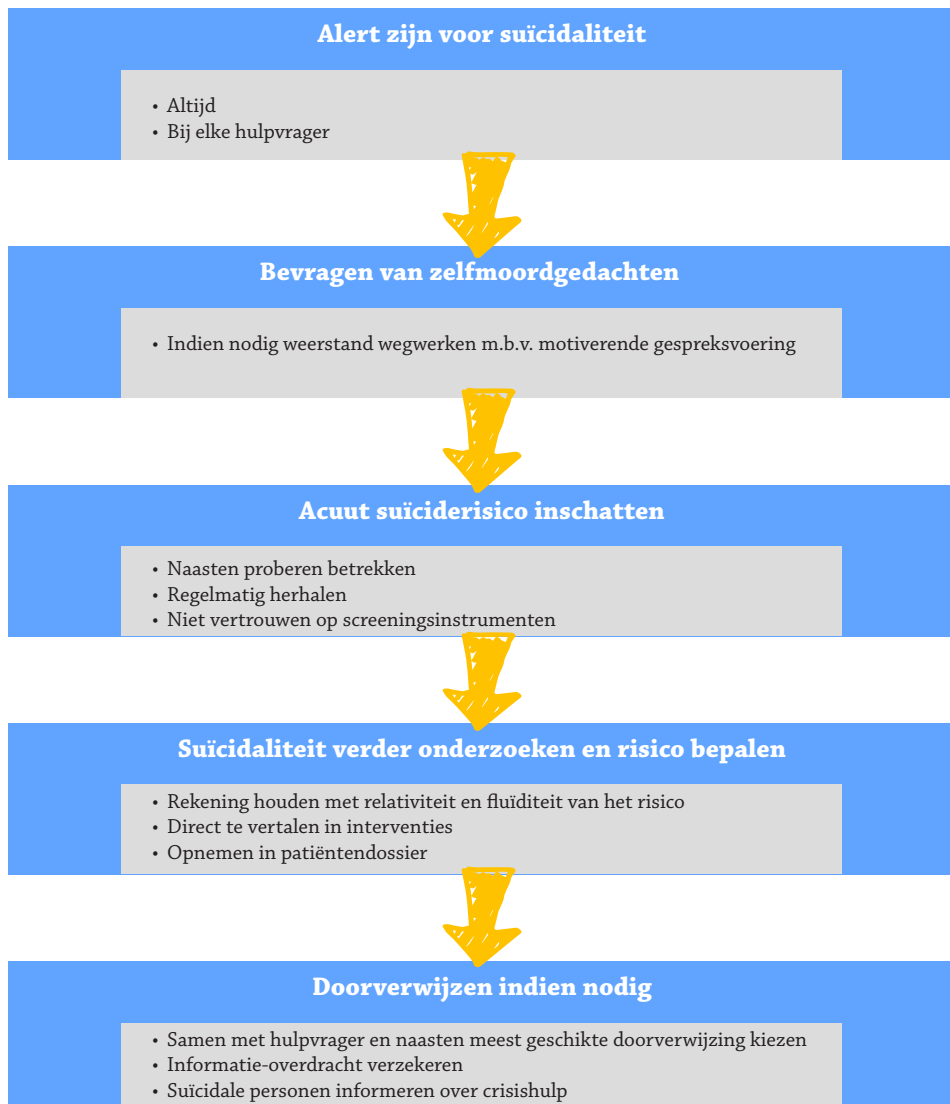 Alert zijn voor suïcidaliteit
• Altijd
• Bij elke hulpvrager
Bevragen van zelfmoordgedachten
• Indien nodig weerstand wegwerken m.b.v. motiverende gespreksvoering
Acuut suïciderisico inschatten
• Naasten proberen betrekken
• Regelmatig herhalen
• Niet vertrouwen op screeningsinstrumenten
Suïcidaliteit verder onderzoeken en risico bepalen
• Rekening houden met relativiteit en fluïditeit van het risico
• Direct te vertalen in interventies
• Opnemen in patiëntendossier
Doorverwijzen indien nodig
• Samen met hulpvrager en naasten meest geschikte doorverwijzing kiezen
• Informatie-overdracht verzekeren
• Suïcidale personen informeren over crisishulp